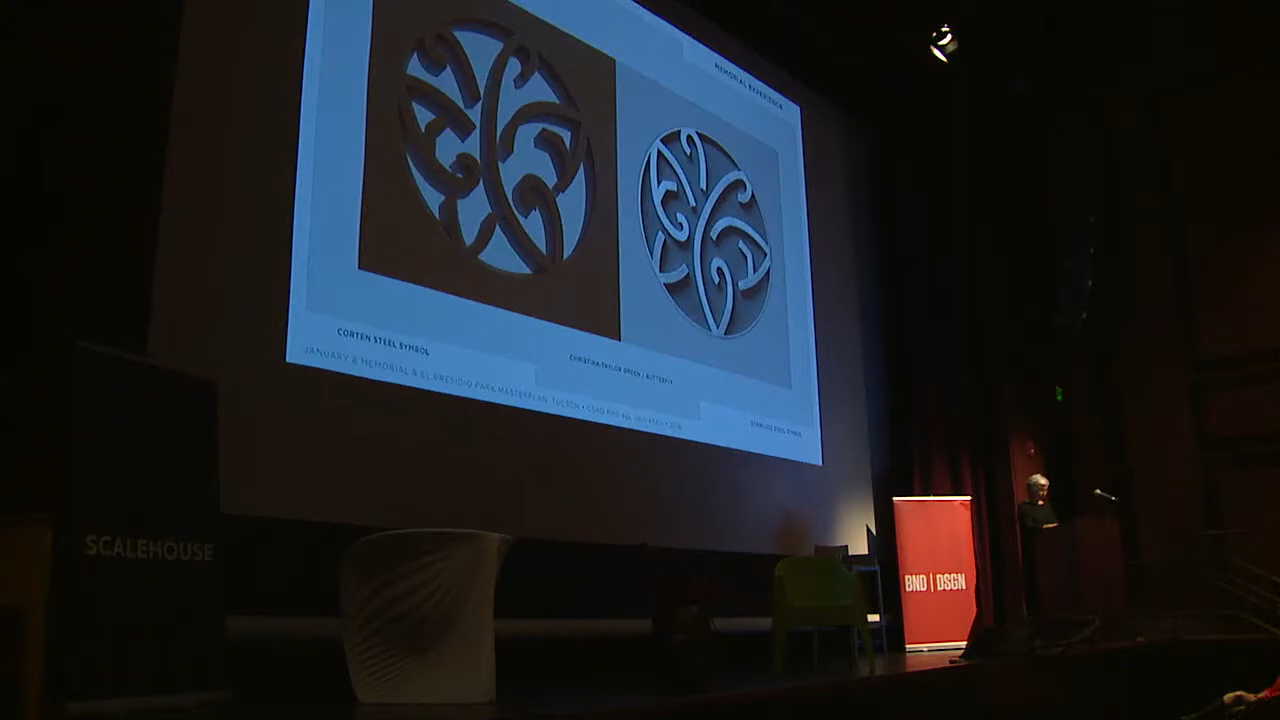 MEMORIAL EXPERIENCE
CORTEN STEEL SYMBOL
CHRISTINA-TAYLOR GREEN / BUTTERFLY
STAINLESS STEEL SYMBOL
JANUARY 8 MEMORIAL & EL PRESIDIO PARK MASTERPLAN, TUCSON •
SCALEHOUSE
BND | DSGN